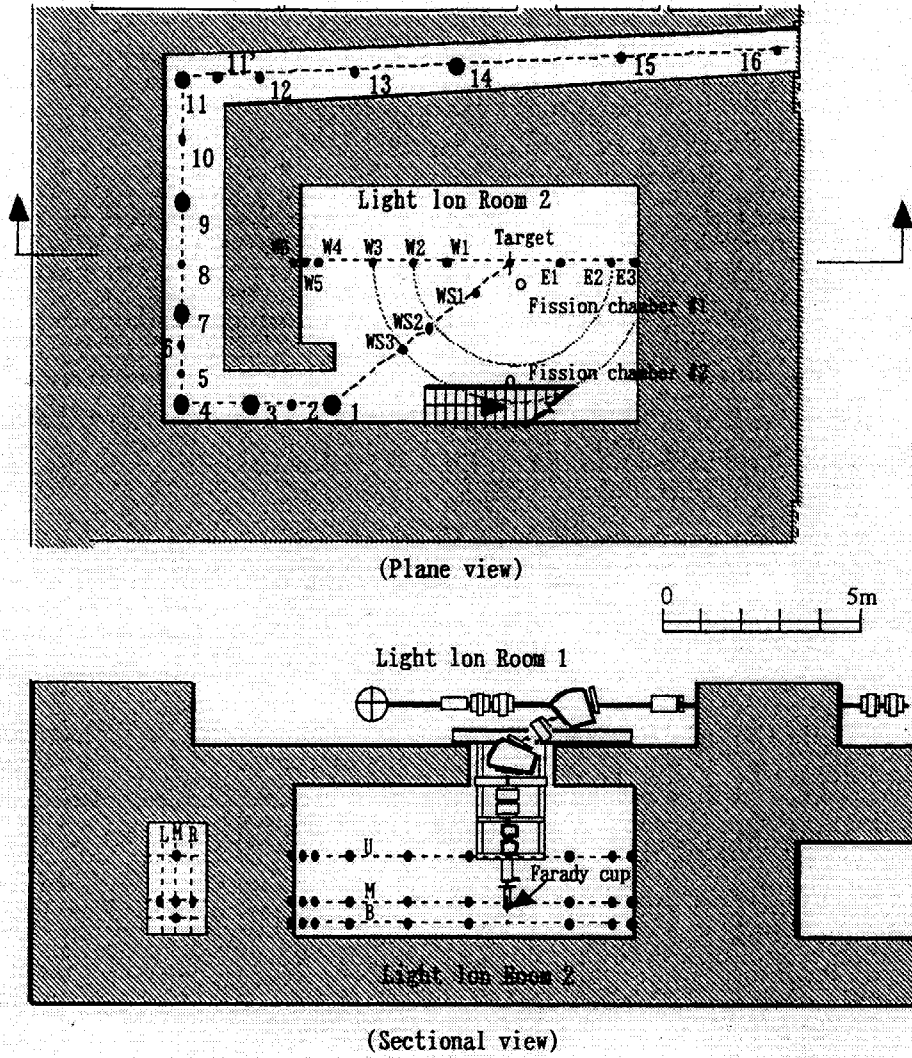 11'
16
15
14
13
12
11
10
Light Ion Room 2
9
W6 W4 W3 W2 W1 Target
8
W5
E1 E2 E3
WS1
Fission chamber #1
7
WS2
WS3
6
5
Fission chamber #2
4 3 2 1
(Plane view)
0 5m
Light Ion Room 1
L M R
U
Farady cup
M
B
Light Ion Room 2
(Sectional view)